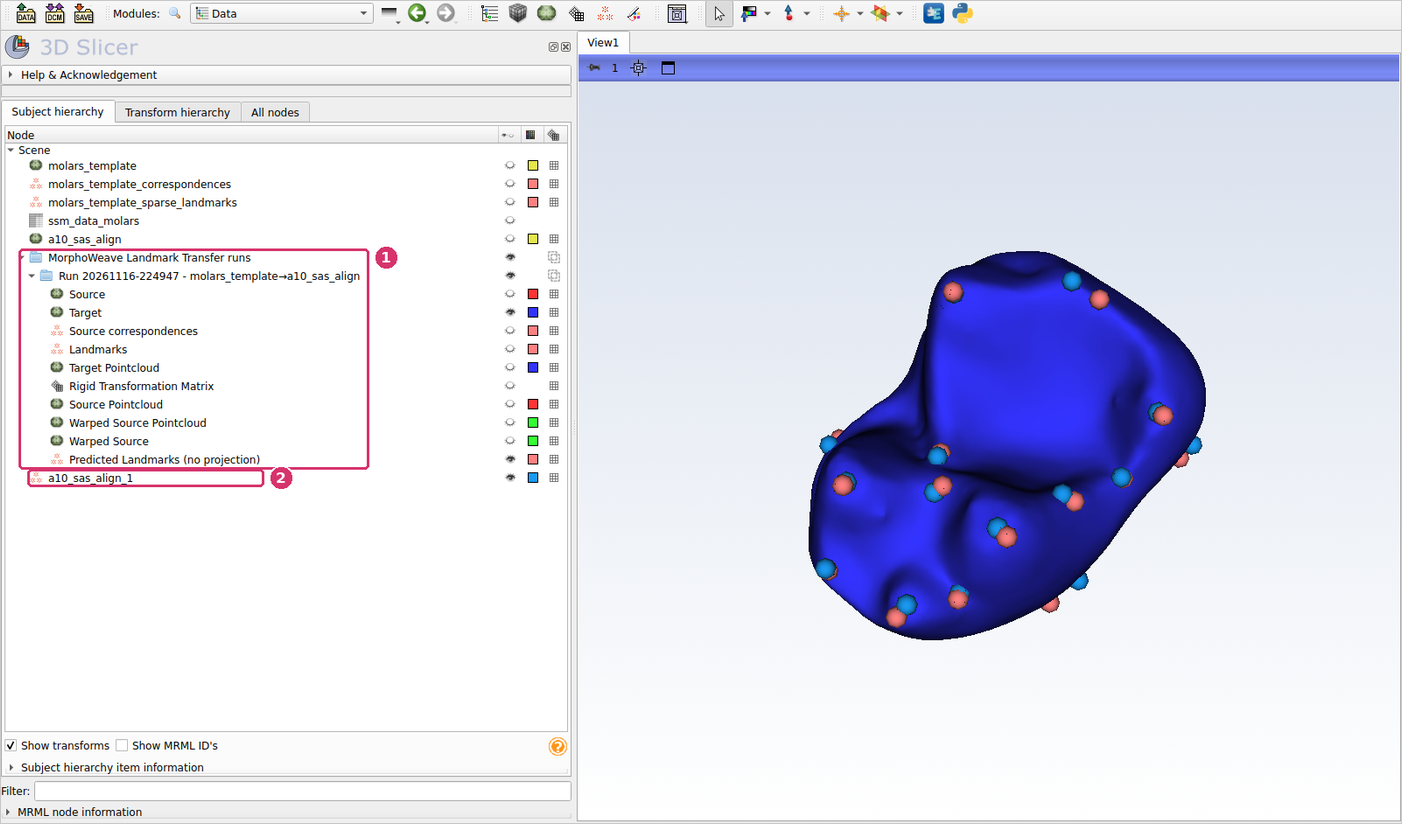 DATA
DCM
SAVE
Modules:
Data
3D Slicer
Help & Acknowledgement
Subject hierarchy
Transform hierarchy
All nodes
Node
Scene
molars_template
molars_template_correspondences
molars_template_sparse_landmarks
ssm_data_molars
a10_sas_align
MorphoWeave Landmark Transfer runs
1
Run 20261116-224947 - molars_template→a10_sas_align
Source
Target
Source correspondences
Landmarks
Target Pointcloud
Rigid Transformation Matrix
Source Pointcloud
Warped Source Pointcloud
Warped Source
Predicted Landmarks (no projection)
a10_sas_align_1
2
Show transforms
Show MRML ID's
?
Subject hierarchy item information
Filter:
MRML node information
View1
1